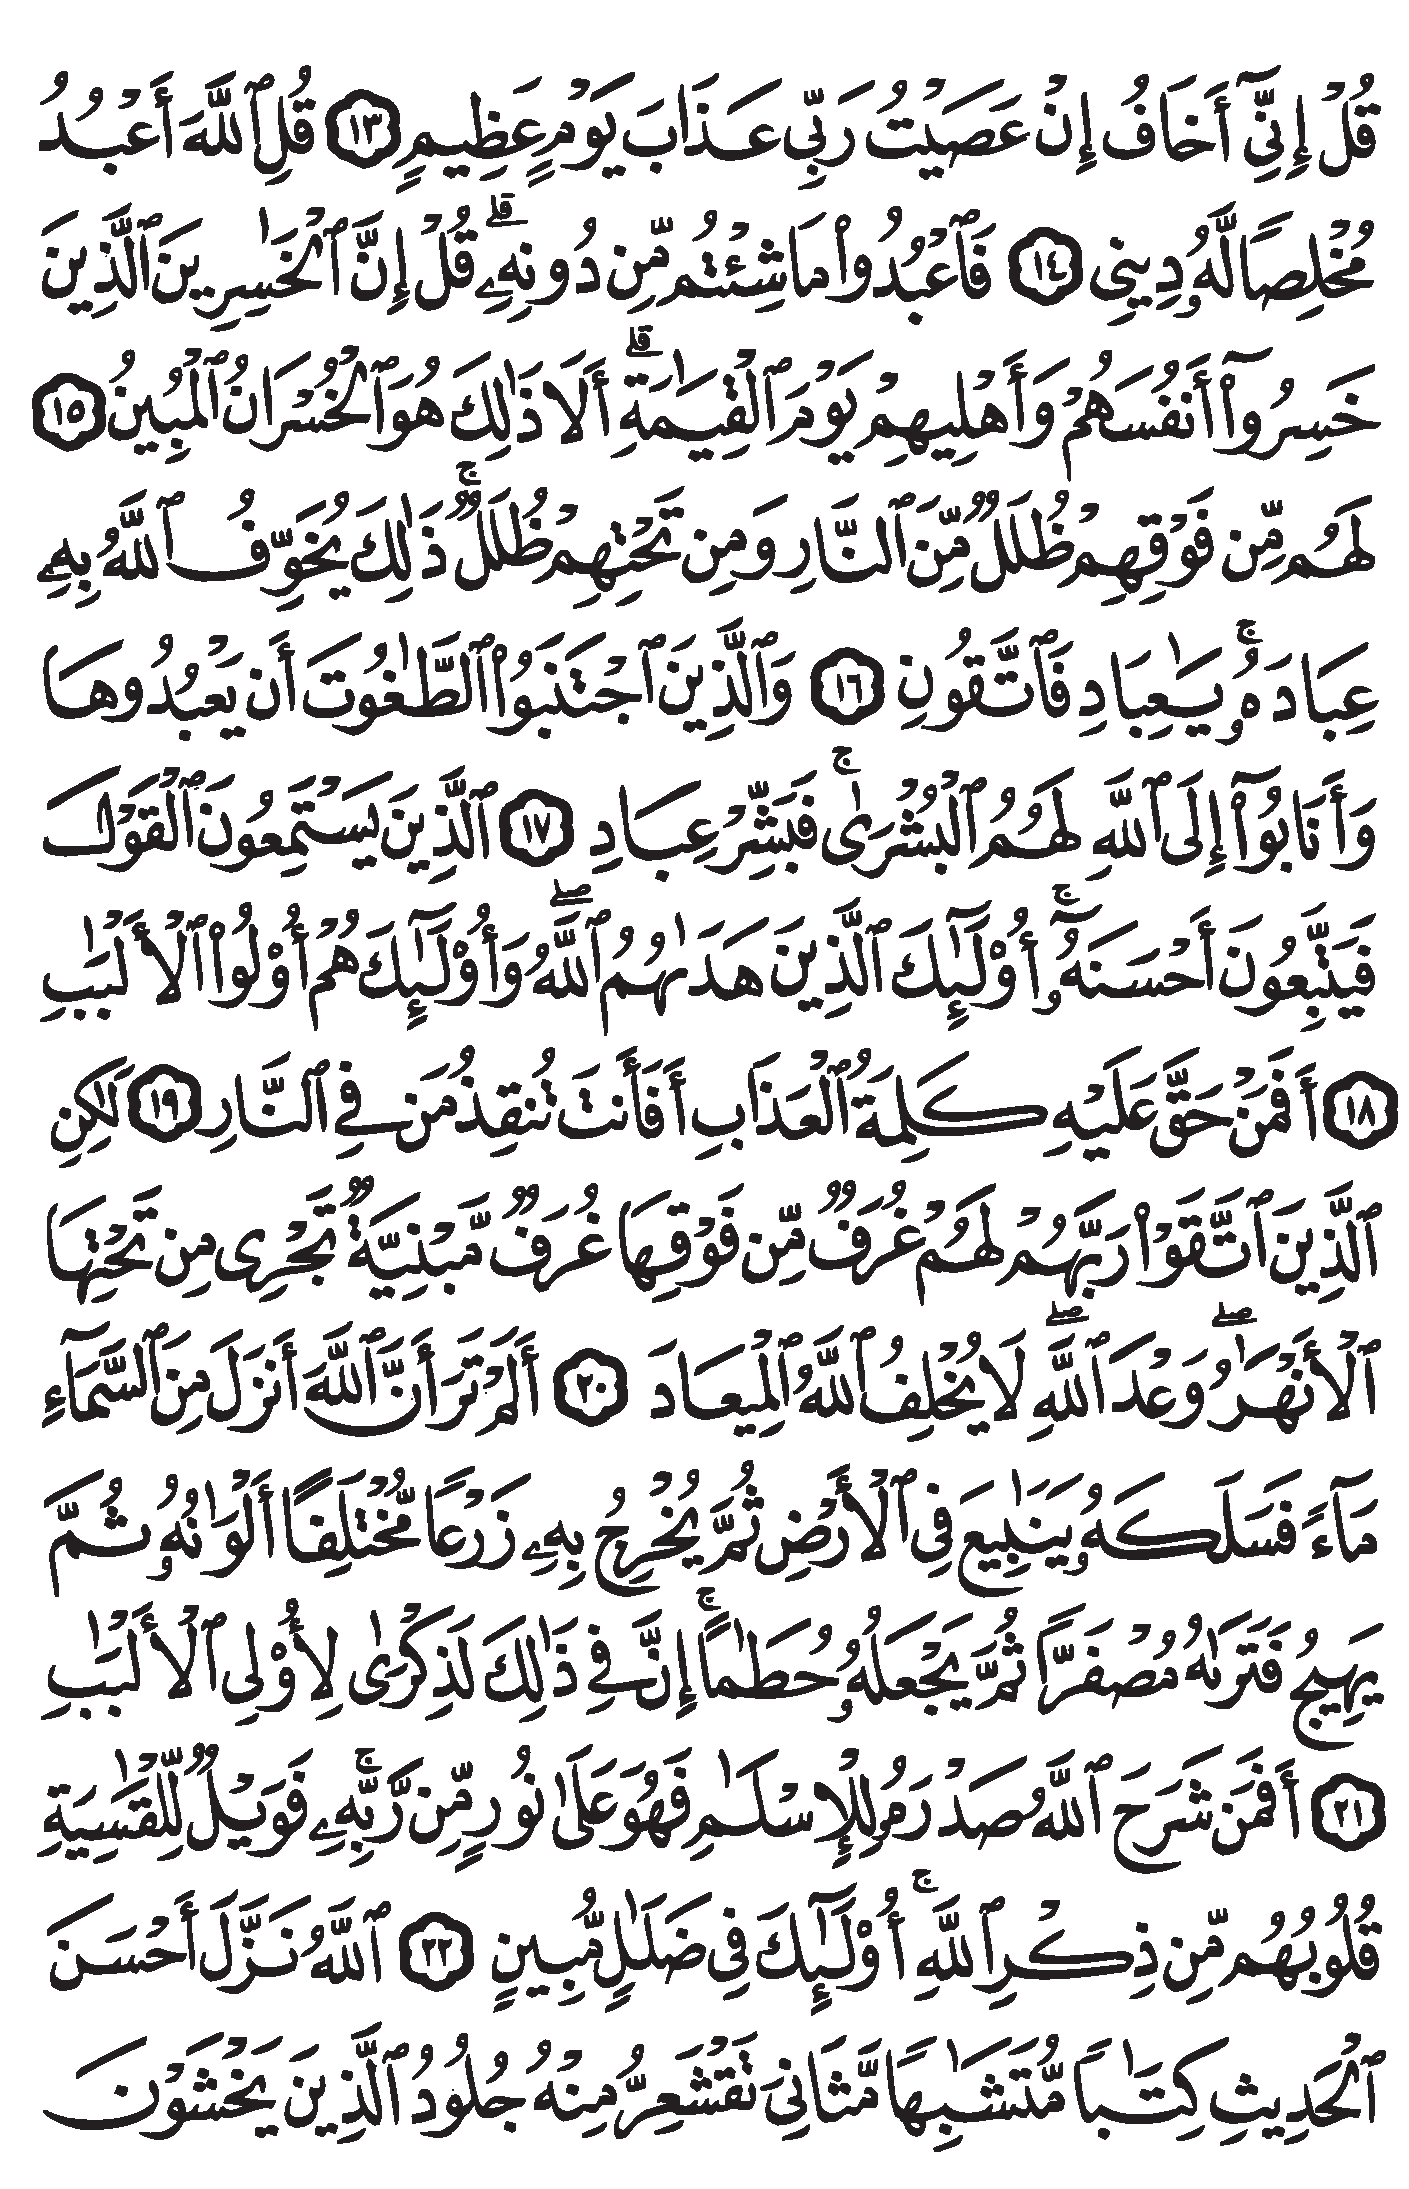 قُلْ إِنِّىٓ أَخَافُ إِنْ عَصَيْتُ رَبِّى عَذَابَ يَوْمٍ عَظِيمٍ ١٣ قُلِ ٱللَّهَ أَعْبُدُ
مُخْلِصًا لَّهُۥ دِينِى ١٤ فَٱعْبُدُوا۟ مَا شِئْتُم مِّن دُونِهِۦ ۗ قُلْ إِنَّ ٱلْخَـٰسِرِينَ ٱلَّذِينَ
خَسِرُوٓا۟ أَنفُسَهُمْ وَأَهْلِيهِمْ يَوْمَ ٱلْقِيَـٰمَةِ ۗ أَلَا ذَٰلِكَ هُوَ ٱلْخُسْرَانُ ٱلْمُبِينُ ١٥
لَهُم مِّن فَوْقِهِمْ ظُلَلٌ مِّنَ ٱلنَّارِ وَمِن تَحْتِهِمْ ظُلَلٌ ۚ ذَٰلِكَ يُخَوِّفُ ٱللَّهُ بِهِۦ
عِبَادَهُۥ ۚ يَـٰعِبَادِ فَٱتَّقُونِ ١٦ وَٱلَّذِينَ ٱجْتَنَبُوا۟ ٱلطَّـٰغُوتَ أَن يَعْبُدُوهَا
وَأَنَابُوٓا۟ إِلَى ٱللَّهِ لَهُمُ ٱلْبُشْرَىٰ ۚ فَبَشِّرْ عِبَادِ ١٧ ٱلَّذِينَ يَسْتَمِعُونَ ٱلْقَوْلَ
فَيَتَّبِعُونَ أَحْسَنَهُۥٓ ۚ أُو۟لَـٰٓئِكَ ٱلَّذِينَ هَدَىٰهُمُ ٱللَّهُ ۖ وَأُو۟لَـٰٓئِكَ هُمْ أُو۟لُوا۟ ٱلْأَلْبَـٰبِ
١٨ أَفَمَنْ حَقَّ عَلَيْهِ كَلِمَةُ ٱلْعَذَابِ أَفَأَنتَ تُنقِذُ مَن فِى ٱلنَّارِ ١٩ لَـٰكِنِ
ٱلَّذِينَ ٱتَّقَوْا۟ رَبَّهُمْ لَهُمْ غُرَفٌ مِّن فَوْقِهَا غُرَفٌ مَّبْنِيَّةٌ تَجْرِى مِن تَحْتِهَا
ٱلْأَنْهَـٰرُ ۖ وَعْدَ ٱللَّهِ ۖ لَا يُخْلِفُ ٱللَّهُ ٱلْمِيعَادَ ٢٠ أَلَمْ تَرَ أَنَّ ٱللَّهَ أَنزَلَ مِنَ ٱلسَّمَآءِ
مَآءً فَسَلَكَهُۥ يَنَـٰبِيعَ فِى ٱلْأَرْضِ ثُمَّ يُخْرِجُ بِهِۦ زَرْعًا مُّخْتَلِفًا أَلْوَٰنُهُۥ ثُمَّ
يَهِيجُ فَتَرَىٰهُ مُصْفَرًّا ثُمَّ يَجْعَلُهُۥ حُطَـٰمًا ۚ إِنَّ فِى ذَٰلِكَ لَذِكْرَىٰ لِأُو۟لِى ٱلْأَلْبَـٰبِ
٢١ أَفَمَن شَرَحَ ٱللَّهُ صَدْرَهُۥ لِلْإِسْلَـٰمِ فَهُوَ عَلَىٰ نُورٍ مِّن رَّبِّهِۦ ۚ فَوَيْلٌ لِّلْقَـٰسِيَةِ
قُلُوبُهُم مِّن ذِكْرِ ٱللَّهِ ۚ أُو۟لَـٰٓئِكَ فِى ضَلَـٰلٍ مُّبِينٍ ٢٢ ٱللَّهُ نَزَّلَ أَحْسَنَ
ٱلْحَدِيثِ كِتَـٰبًا مُّتَشَـٰبِهًا مَّثَانِىَ تَقْشَعِرُّ مِنْهُ جُلُودُ ٱلَّذِينَ يَخْشَوْنَ